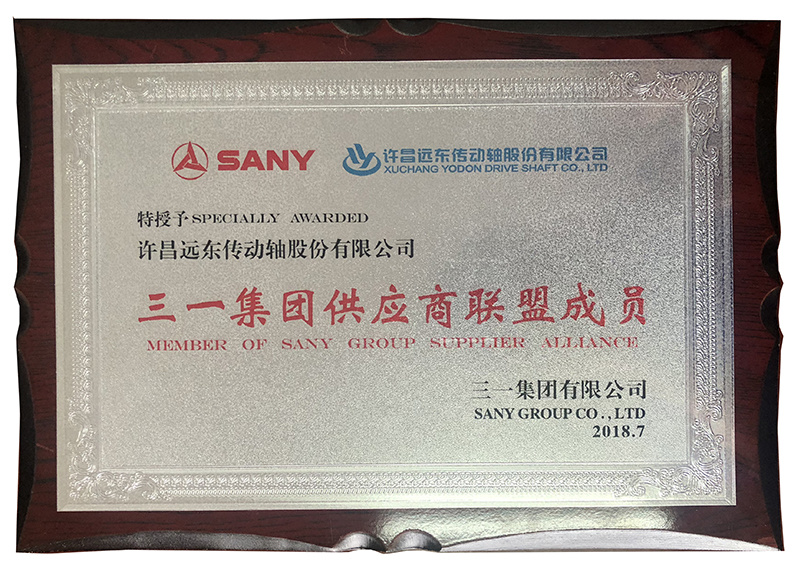 SANY
许昌远东传动轴股份有限公司
XUCHANG YODON DRIVE SHAFT CO., LTD
特授予 SPECIALLY AWARDED
许昌远东传动轴股份有限公司
三一集团供应商联盟成员
MEMBER OF SANY GROUP SUPPLIER ALLIANCE
三一集团有限公司
SANY GROUP CO., LTD
2018.7